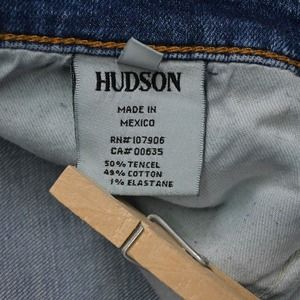 HUDSON
MADE IN
MEXICO
RN#107906
CA#00635
50% TENCEL
49% COTTON
1% ELASTANE